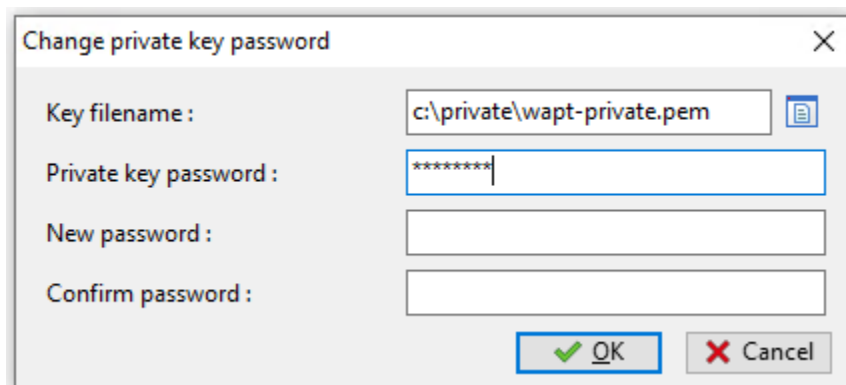 Change private key password
Key filename : c:\private\wapt-private.pem
Private key password : ********
New password :
Confirm password :
OK Cancel